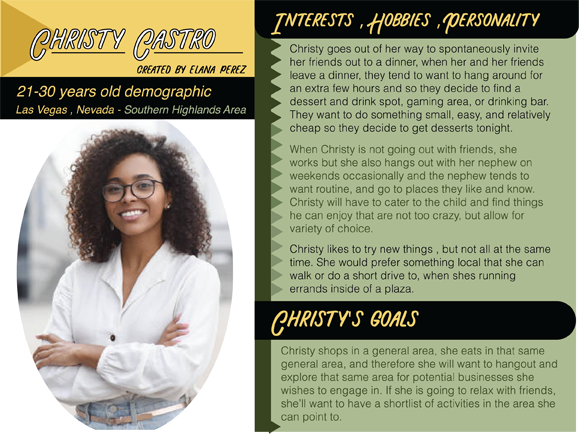 Christy Castro
Created by Elana Perez
21-30 years old demographic
Las Vegas , Nevada - Southern Highlands Area
Interests , Hobbies , Personality
Christy goes out of her way to spontaneously invite
her friends out to a dinner, when her and her friends
leave a dinner, they tend to want to hang around for
an extra few hours and so they decide to find a
dessert and drink spot, gaming area, or drinking bar.
They want to do something small, easy, and relatively
cheap so they decide to get desserts tonight.
When Christy is not hanging out with friends, she
works but she also hangs out with her nephew on
weekends occasionally and the nephew tends to
want routine, and go to places they like and know.
Christy will have to cater to the child and find things
he can enjoy that are not too crazy, but allow for
variety of choice.
Christy likes to try new things , but not all at the same
time. She would prefer something local that she can
walk or do a short drive to, when shes running
errands inside of a plaza.
Christy's goals
Christy shops in a general area, she eats in that same
general area, and therefore she will want to hangout and
explore that same area for potential businesses she
wishes to engage in. If she is going to relax with friends,
she'll want to have a shortlist of activities in the area she
can point to.